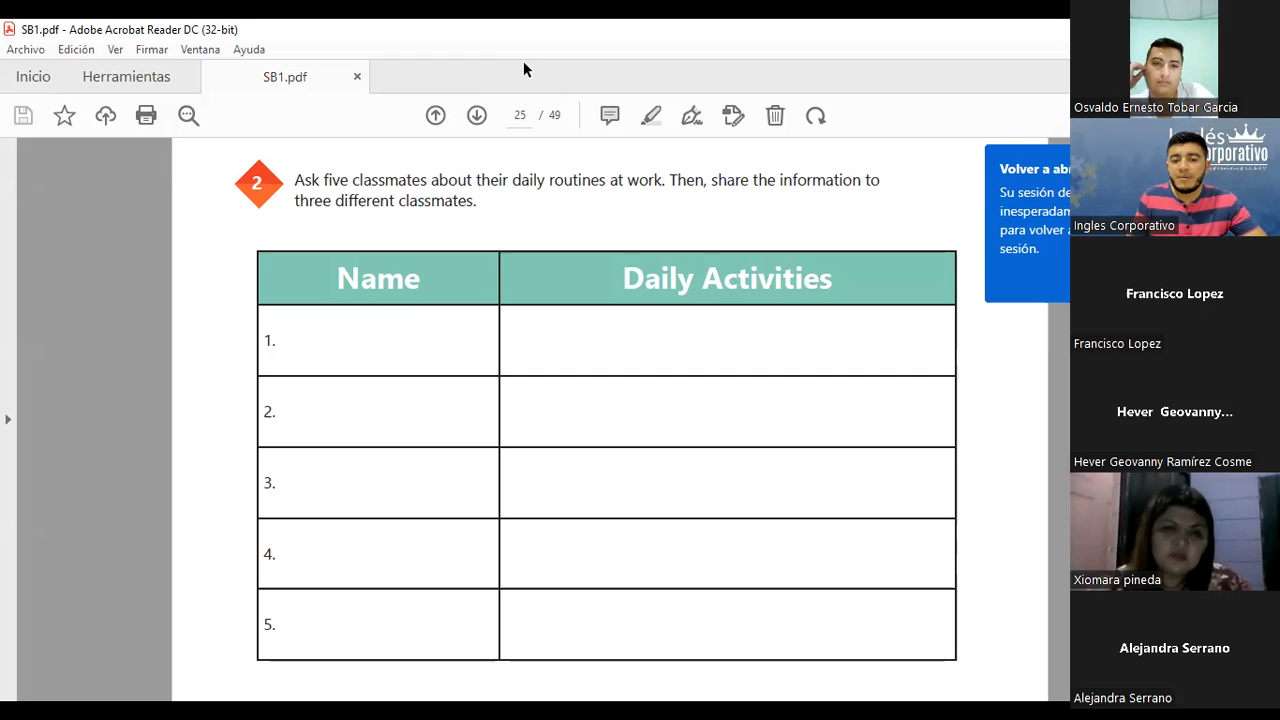 SB1.pdf - Adobe Acrobat Reader DC (32-bit)
Archivo Edición Ver Firmar Ventana Ayuda
Inicio Herramientas SB1.pdf ×
25 / 49
2
Ask five classmates about their daily routines at work. Then, share the information to
three different classmates.
Name Daily Activities
1.
2.
3.
4.
5.
Volver a ab
Su sesión de
inesperadam
para volver a
sesión.
Osvaldo Ernesto Tobar Garcia
Inglés
Corporativo
Ingles Corporativo
Francisco Lopez
Francisco Lopez
Hever Geovanny...
Hever Geovanny Ramírez Cosme
Xiomara pineda
Alejandra Serrano
Alejandra Serrano